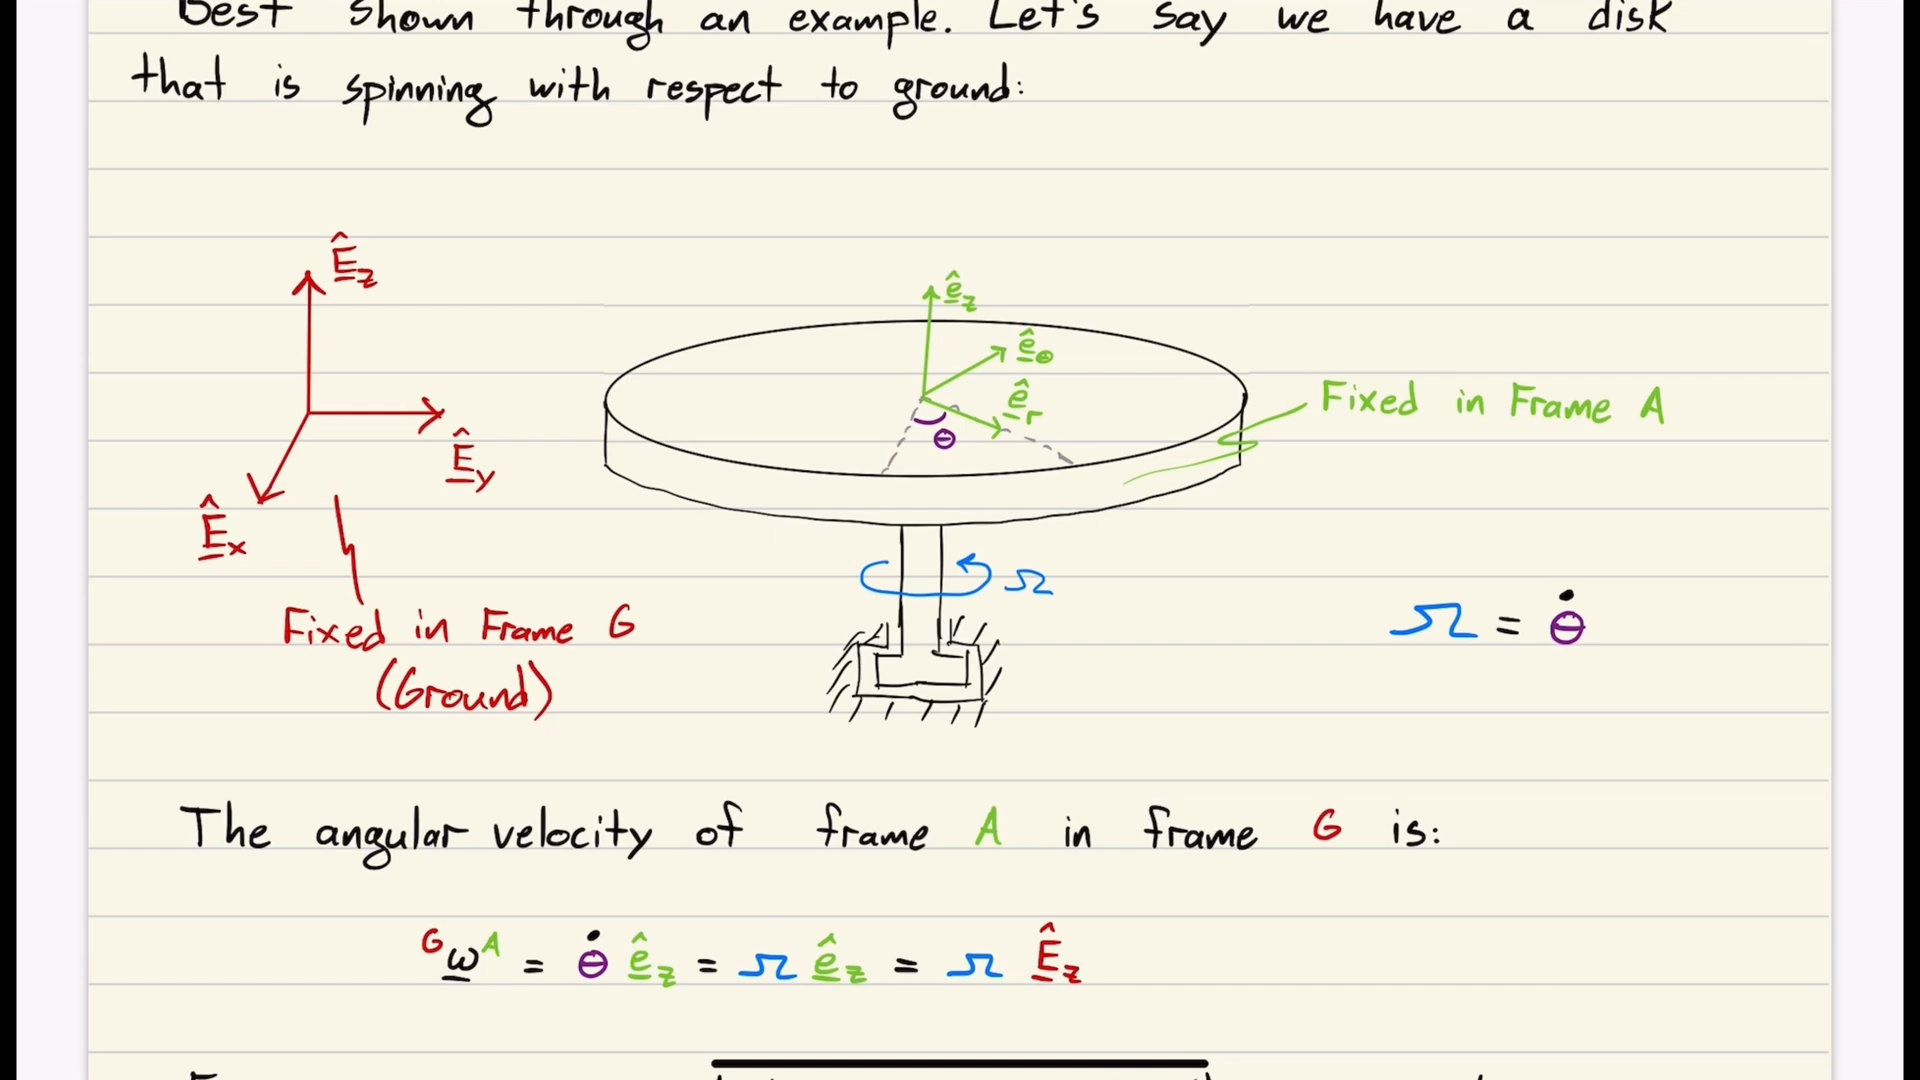 Best shown through an example. Let's say we have a disk
that is spinning with respect to ground:
Ê_z
Ê_y
Ê_x
Fixed in Frame G
(Ground)
ê_z
ê_θ
ê_r
θ
Fixed in Frame A
Ω
Ω = θ̇
The angular velocity of frame A in frame G is:
ᴳω̲ᴬ = θ̇ ê_z = Ω ê_z = Ω Ê_z